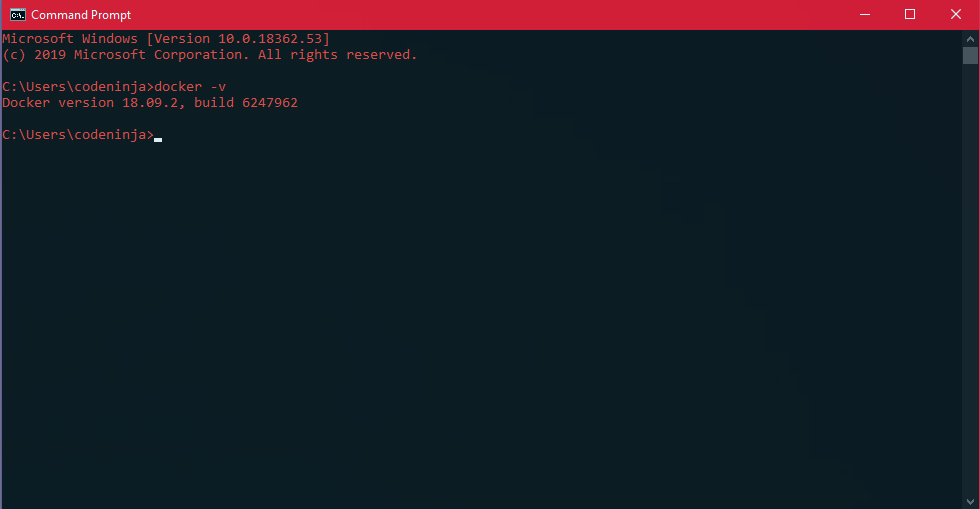 Command Prompt
Microsoft Windows [Version 10.0.18362.53]
(c) 2019 Microsoft Corporation. All rights reserved.
C:\Users\codeninja>docker -v
Docker version 18.09.2, build 6247962
C:\Users\codeninja>